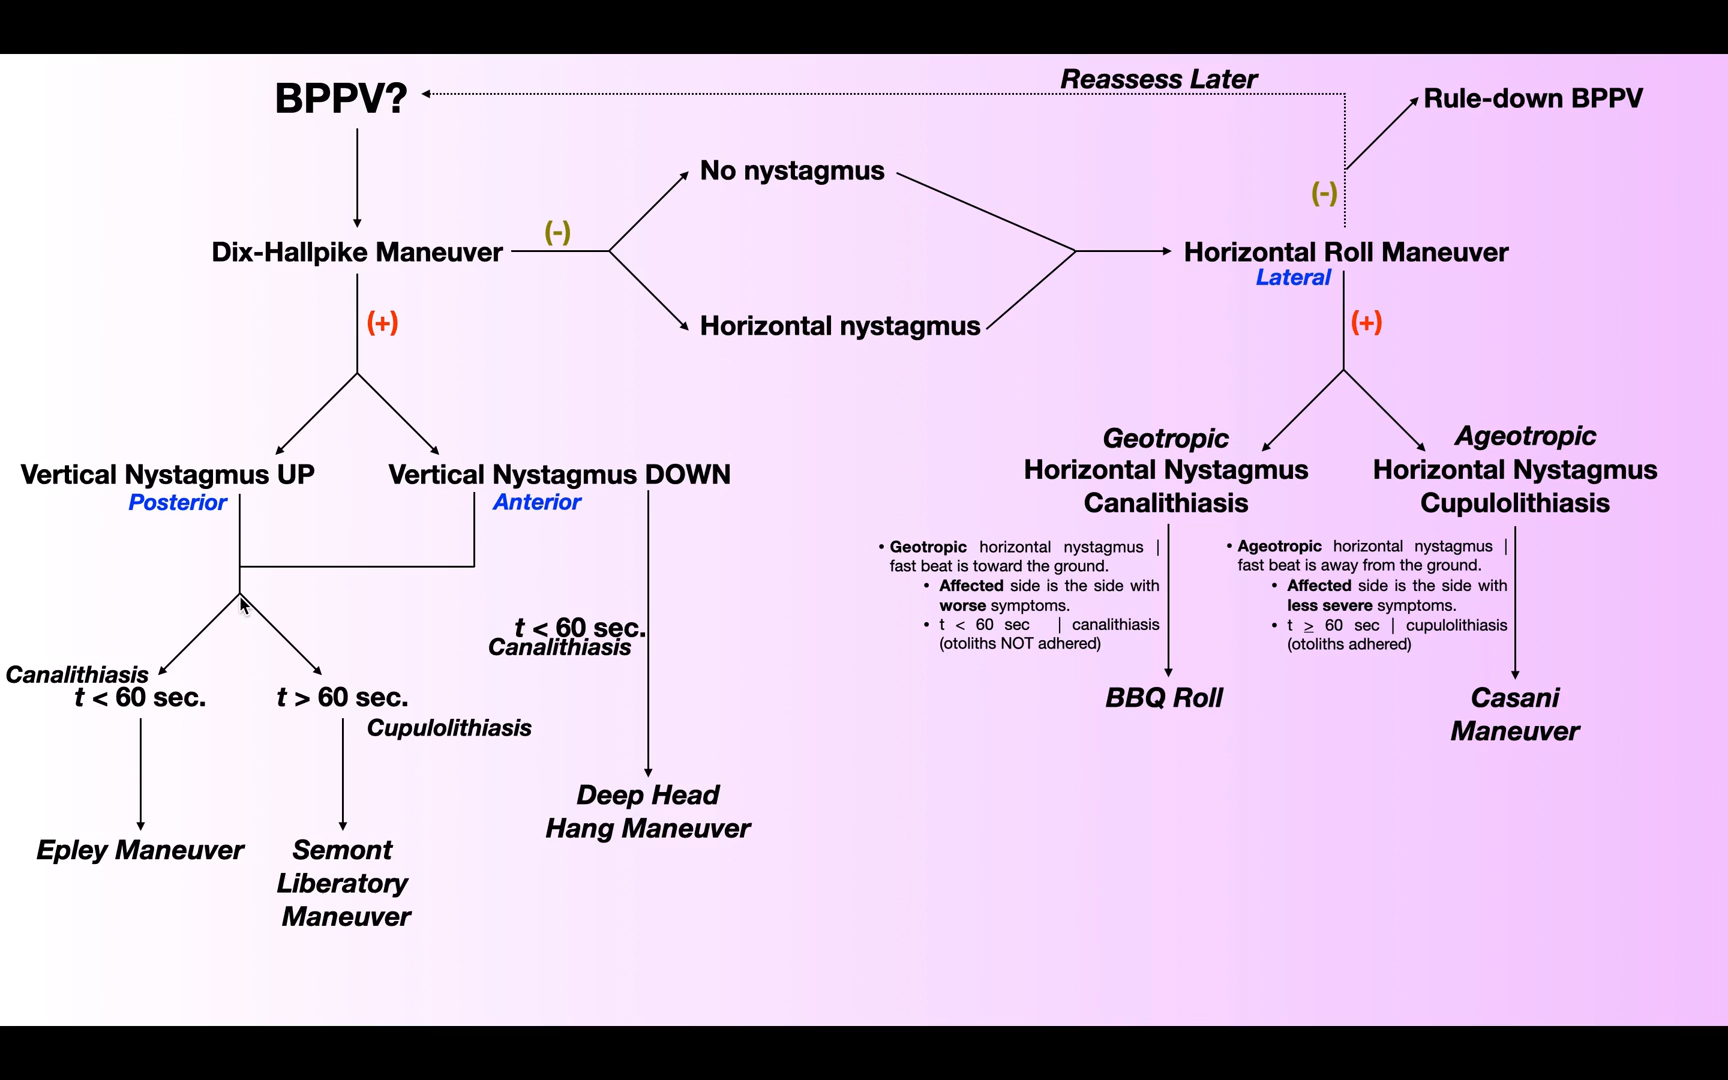 BPPV?
Reassess Later
Rule-down BPPV
No nystagmus
(-)
(-)
Dix-Hallpike Maneuver
Horizontal Roll Maneuver
Lateral
(+)
Horizontal nystagmus
(+)
Vertical Nystagmus UP
Posterior
Vertical Nystagmus DOWN
Anterior
Geotropic
Horizontal Nystagmus
Canalithiasis
Ageotropic
Horizontal Nystagmus
Cupulolithiasis
• Geotropic horizontal nystagmus |
fast beat is toward the ground.
• Affected side is the side with
worse symptoms.
• t < 60 sec | canalithiasis
(otoliths NOT adhered)
• Ageotropic horizontal nystagmus |
fast beat is away from the ground.
• Affected side is the side with
less severe symptoms.
• t ≥ 60 sec | cupulolithiasis
(otoliths adhered)
t < 60 sec.
Canalithiasis
Canalithiasis
t < 60 sec.
t > 60 sec.
Cupulolithiasis
BBQ Roll
Casani
Maneuver
Deep Head
Hang Maneuver
Epley Maneuver
Semont
Liberatory
Maneuver